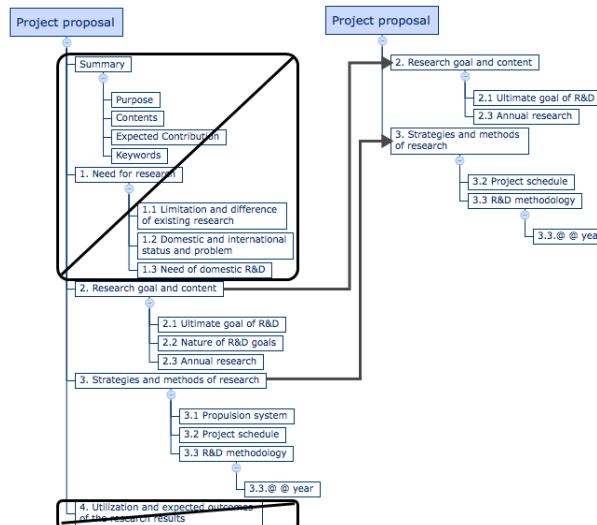 Project proposal
Summary
Purpose
Contents
Expected Contribution
Keywords
1. Need for research
1.1 Limitation and difference
of existing research
1.2 Domestic and international
status and problem
1.3 Need of domestic R&D
2. Research goal and content
2.1 Ultimate goal of R&D
2.2 Nature of R&D goals
2.3 Annual research
3. Strategies and methods of research
3.1 Propulsion system
3.2 Project schedule
3.3 R&D methodology
3.3.@ @ year
4. Utilization and expected outcomes
of the research results
Project proposal
2. Research goal and content
2.1 Ultimate goal of R&D
2.3 Annual research
3. Strategies and methods
of research
3.2 Project schedule
3.3 R&D methodology
3.3.@ @ year